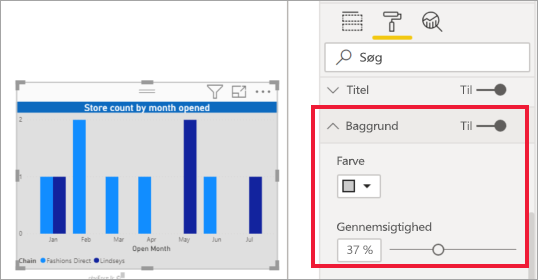 Store count by month opened
2
1
0
Jan Feb Mar Apr May Jun Jul
Open Month
Chain Fashions Direct Lindseys
Søg
Titel Til
Baggrund Til
Farve
Gennemsigtighed
37 %